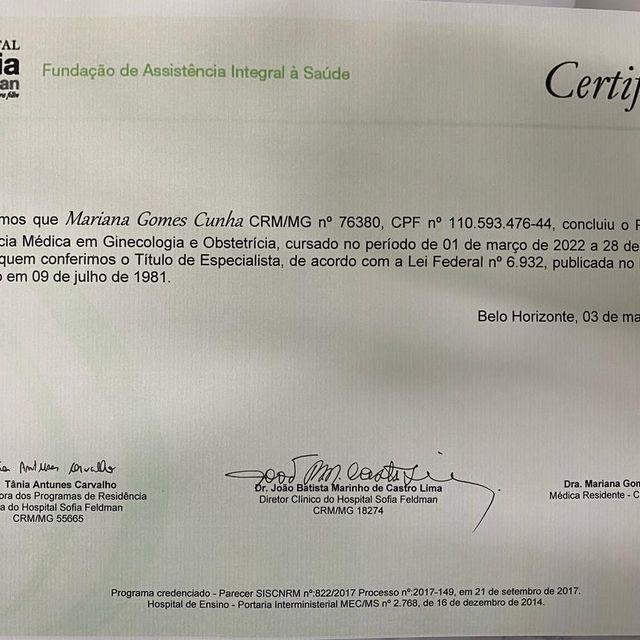 TAL
ia
an
Fundação de Assistência Integral à Saúde
Certif
mos que Mariana Gomes Cunha CRM/MG nº 76380, CPF nº 110.593.476-44, concluiu o P
cia Médica em Ginecologia e Obstetrícia, cursado no período de 01 de março de 2022 a 28 de
quem conferimos o Título de Especialista, de acordo com a Lei Federal nº 6.932, publicada no
o em 09 de julho de 1981.
Belo Horizonte, 03 de ma
Antunes Carvalho
João M. Castro Lima
Tânia Antunes Carvalho
Dr. João Batista Marinho de Castro Lima
Dra. Mariana Gom
ora dos Programas de Residência
Diretor Clínico do Hospital Sofia Feldman
Médica Residente - C
a do Hospital Sofia Feldman
CRM/MG 18274
CRM/MG 55665
Programa credenciado - Parecer SISCNRM nº:822/2017 Processo nº:2017-149, em 21 de setembro de 2017.
Hospital de Ensino - Portaria Interministerial MEC/MS nº 2.768, de 16 de dezembro de 2014.